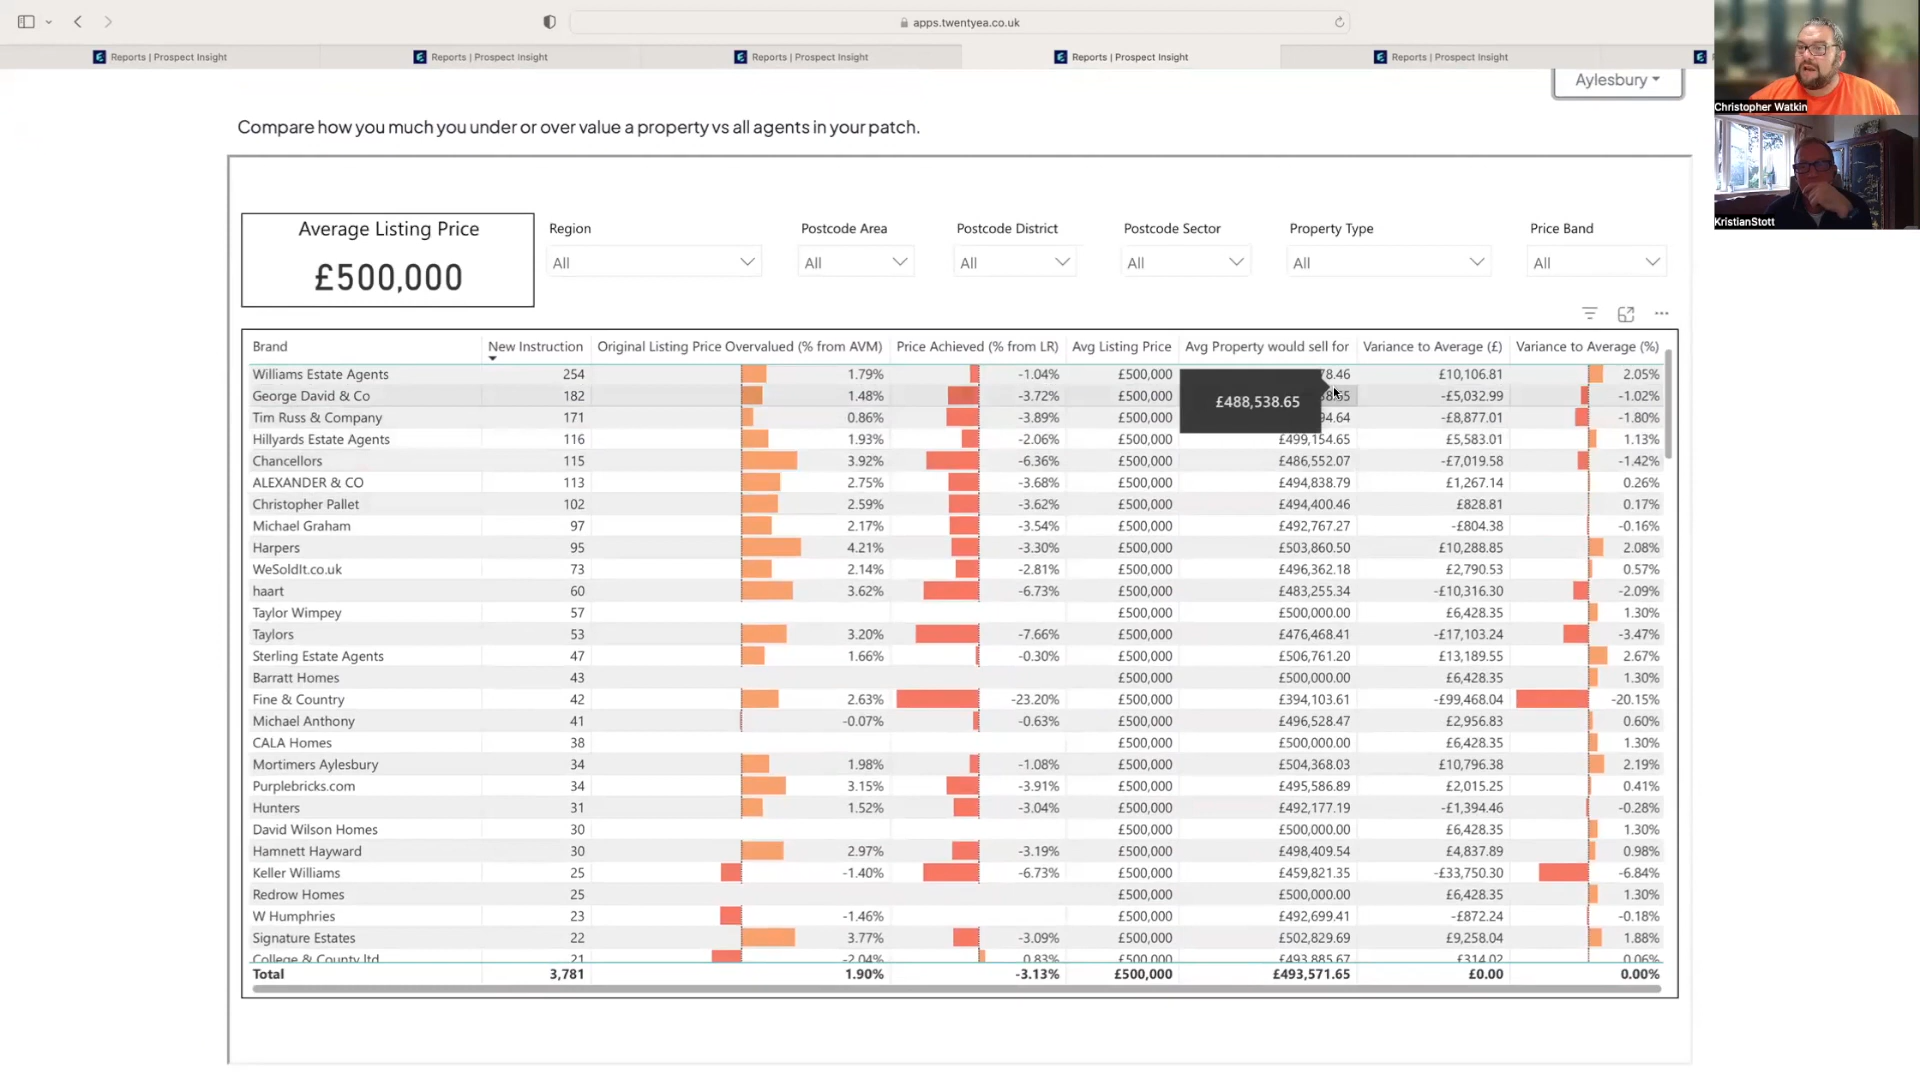 apps.twentyea.co.uk
Reports | Prospect Insight
Reports | Prospect Insight
Reports | Prospect Insight
Reports | Prospect Insight
Reports | Prospect Insight
Christopher Watkin
KristianStott
Aylesbury
Compare how you much you under or over value a property vs all agents in your patch.
Average Listing Price
£500,000
Region Postcode Area Postcode District Postcode Sector Property Type Price Band
All All All All All All
Brand New Instruction Original Listing Price Overvalued (% from AVM) Price Achieved (% from LR) Avg Listing Price Avg Property would sell for Variance to Average (£) Variance to Average (%)
Williams Estate Agents 254 1.79% -1.04% £500,000 £10,106.81 2.05%
George David & Co 182 1.48% -3.72% £500,000 £488,538.65 -£5,032.99 -1.02%
Tim Russ & Company 171 0.86% -3.89% £500,000 -£8,877.01 -1.80%
Hillyards Estate Agents 116 1.93% -2.06% £500,000 £499,154.65 £5,583.01 1.13%
Chancellors 115 3.92% -6.36% £500,000 £486,552.07 -£7,019.58 -1.42%
ALEXANDER & CO 113 2.75% -3.68% £500,000 £494,838.79 £1,267.14 0.26%
Christopher Pallet 102 2.59% -3.62% £500,000 £494,400.46 £828.81 0.17%
Michael Graham 97 2.17% -3.54% £500,000 £492,767.27 -£804.38 -0.16%
Harpers 95 4.21% -3.30% £500,000 £503,860.50 £10,288.85 2.08%
WeSoldIt.co.uk 73 2.14% -2.81% £500,000 £496,362.18 £2,790.53 0.57%
haart 60 3.62% -6.73% £500,000 £483,255.34 -£10,316.30 -2.09%
Taylor Wimpey 57 £500,000 £500,000.00 £6,428.35 1.30%
Taylors 53 3.20% -7.66% £500,000 £476,468.41 -£17,103.24 -3.47%
Sterling Estate Agents 47 1.66% -0.30% £500,000 £506,761.20 £13,189.55 2.67%
Barratt Homes 43 £500,000 £500,000.00 £6,428.35 1.30%
Fine & Country 42 2.63% -23.20% £500,000 £394,103.61 -£99,468.04 -20.15%
Michael Anthony 41 -0.07% -0.63% £500,000 £496,528.47 £2,956.83 0.60%
CALA Homes 38 £500,000 £500,000.00 £6,428.35 1.30%
Mortimers Aylesbury 34 1.98% -1.08% £500,000 £504,368.03 £10,796.38 2.19%
Purplebricks.com 34 3.15% -3.91% £500,000 £495,586.89 £2,015.25 0.41%
Hunters 31 1.52% -3.04% £500,000 £492,177.19 -£1,394.46 -0.28%
David Wilson Homes 30 £500,000 £500,000.00 £6,428.35 1.30%
Hamnett Hayward 30 2.97% -3.19% £500,000 £498,409.54 £4,837.89 0.98%
Keller Williams 25 -1.40% -6.73% £500,000 £459,821.35 -£33,750.30 -6.84%
Redrow Homes 25 £500,000 £500,000.00 £6,428.35 1.30%
W Humphries 23 -1.46% £500,000 £492,699.41 -£872.24 -0.18%
Signature Estates 22 3.77% -3.09% £500,000 £502,829.69 £9,258.04 1.88%
College & County ltd 21 -2.04% 0.83% £500,000 £493,885.67 £314.02 0.06%
Total 3,781 1.90% -3.13% £500,000 £493,571.65 £0.00 0.00%